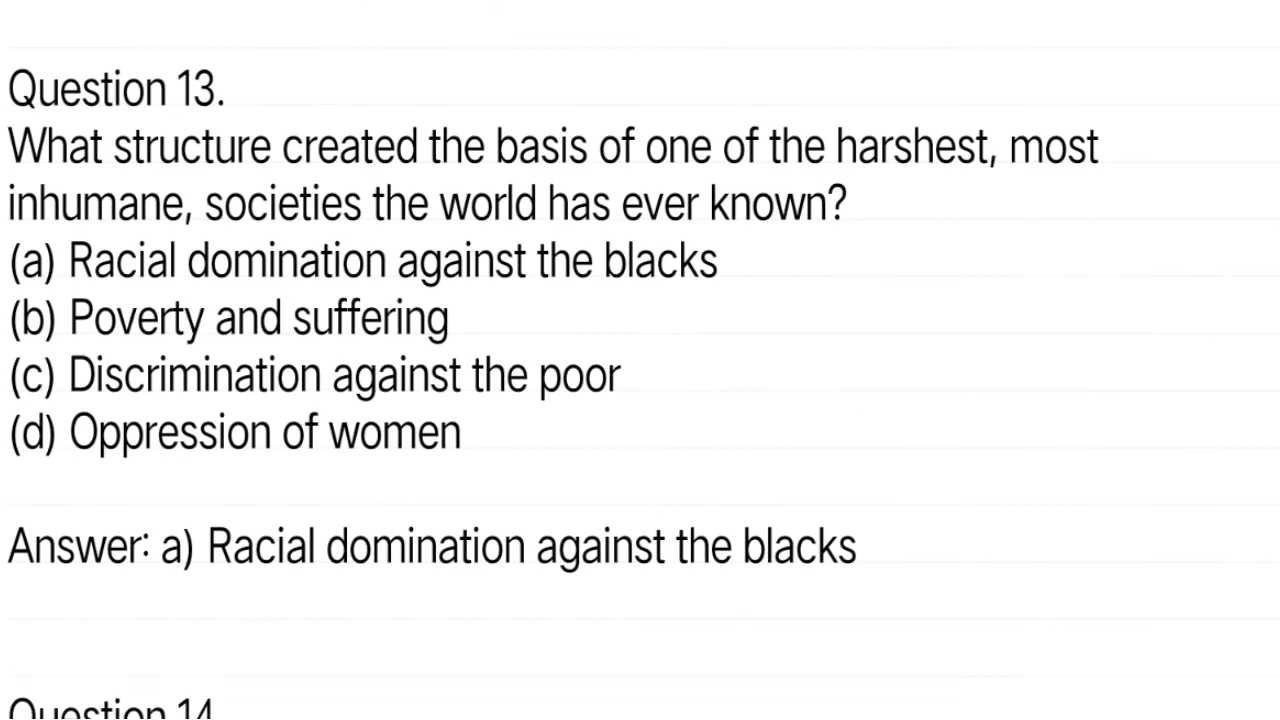 Question 13.
What structure created the basis of one of the harshest, most
inhumane, societies the world has ever known?
(a) Racial domination against the blacks
(b) Poverty and suffering
(c) Discrimination against the poor
(d) Oppression of women
Answer: a) Racial domination against the blacks
Question 14